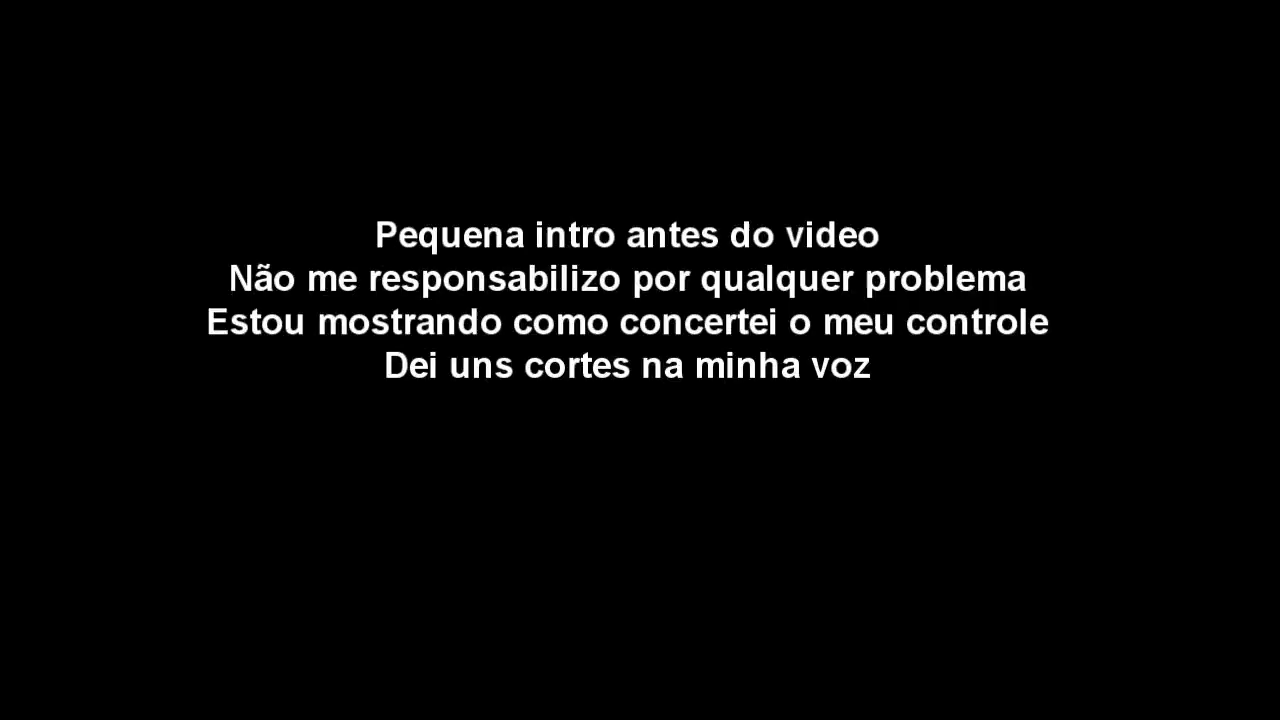 Pequena intro antes do video
Não me responsabilizo por qualquer problema
Estou mostrando como concertei o meu controle
Dei uns cortes na minha voz